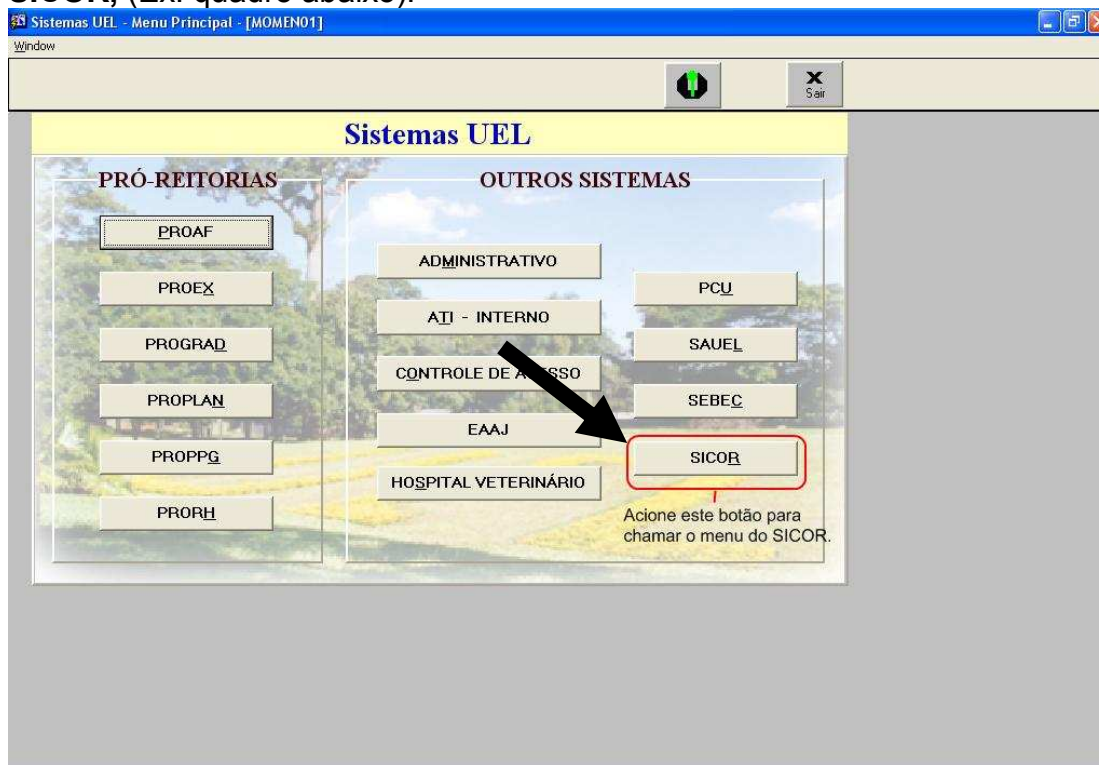 SICOR, (Ex. quadro abaixo).
Sistemas UEL - Menu Principal - [MOMEN01]
Window
Sair
Sistemas UEL
PRÓ-REITORIAS
PROAF
PROEX
PROGRAD
PROPLAN
PROPPG
PRORH
OUTROS SISTEMAS
ADMINISTRATIVO
ATI - INTERNO
CONTROLE DE ACESSO
EAAJ
HOSPITAL VETERINÁRIO
PCU
SAUEL
SEBEC
SICOR
Acione este botão para
chamar o menu do SICOR.